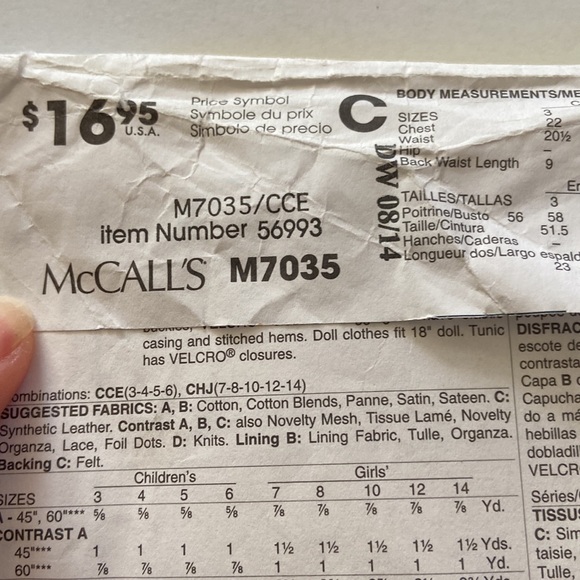 $16.95
U.S.A.
Price Symbol
Symbole du prix
Simbolo de precio
C
DW 08/14
M7035/CCE
item Number 56993
McCALL'S M7035
BODY MEASUREMENTS/ME
SIZES 3
Chest 22
Waist 20½
Hip –
Back Waist Length 9
TAILLES/TALLAS 3
Poitrine/Busto 56 58
Taille/Cintura 51.5
Hanches/Caderas –
Longueur dos/Largo espald
23
casing and stitched hems. Doll clothes fit 18" doll. Tunic
has VELCRO® closures.
ombinations: CCE(3-4-5-6), CHJ(7-8-10-12-14)
SUGGESTED FABRICS: A, B: Cotton, Cotton Blends, Panne, Satin, Sateen. C:
Synthetic Leather. Contrast A, B, C: also Novelty Mesh, Tissue Lamé, Novelty
Organza, Lace, Foil Dots. D: Knits. Lining B: Lining Fabric, Tulle, Organza.
Backing C: Felt.
Children's Girls'
SIZES 3 4 5 6 7 8 10 12 14
A - 45", 60"*** ⅝ ⅝ ⅝ ⅝ ⅞ ⅞ ⅞ ⅞ ⅞ Yd.
CONTRAST A
45"*** 1 1 1 1 1½ 1½ 1½ 1½ 1½ Yds.
60"*** ⅞ ⅞ ⅞ ⅞ 1 1 1 1 1 Yd.
DISFRAC
escote de
contrasta
Capa B
Capucha
do a má
hebillas
dobladill
VELCR
Séries/
TISSU
C: Sim
taisie,
Tulle,